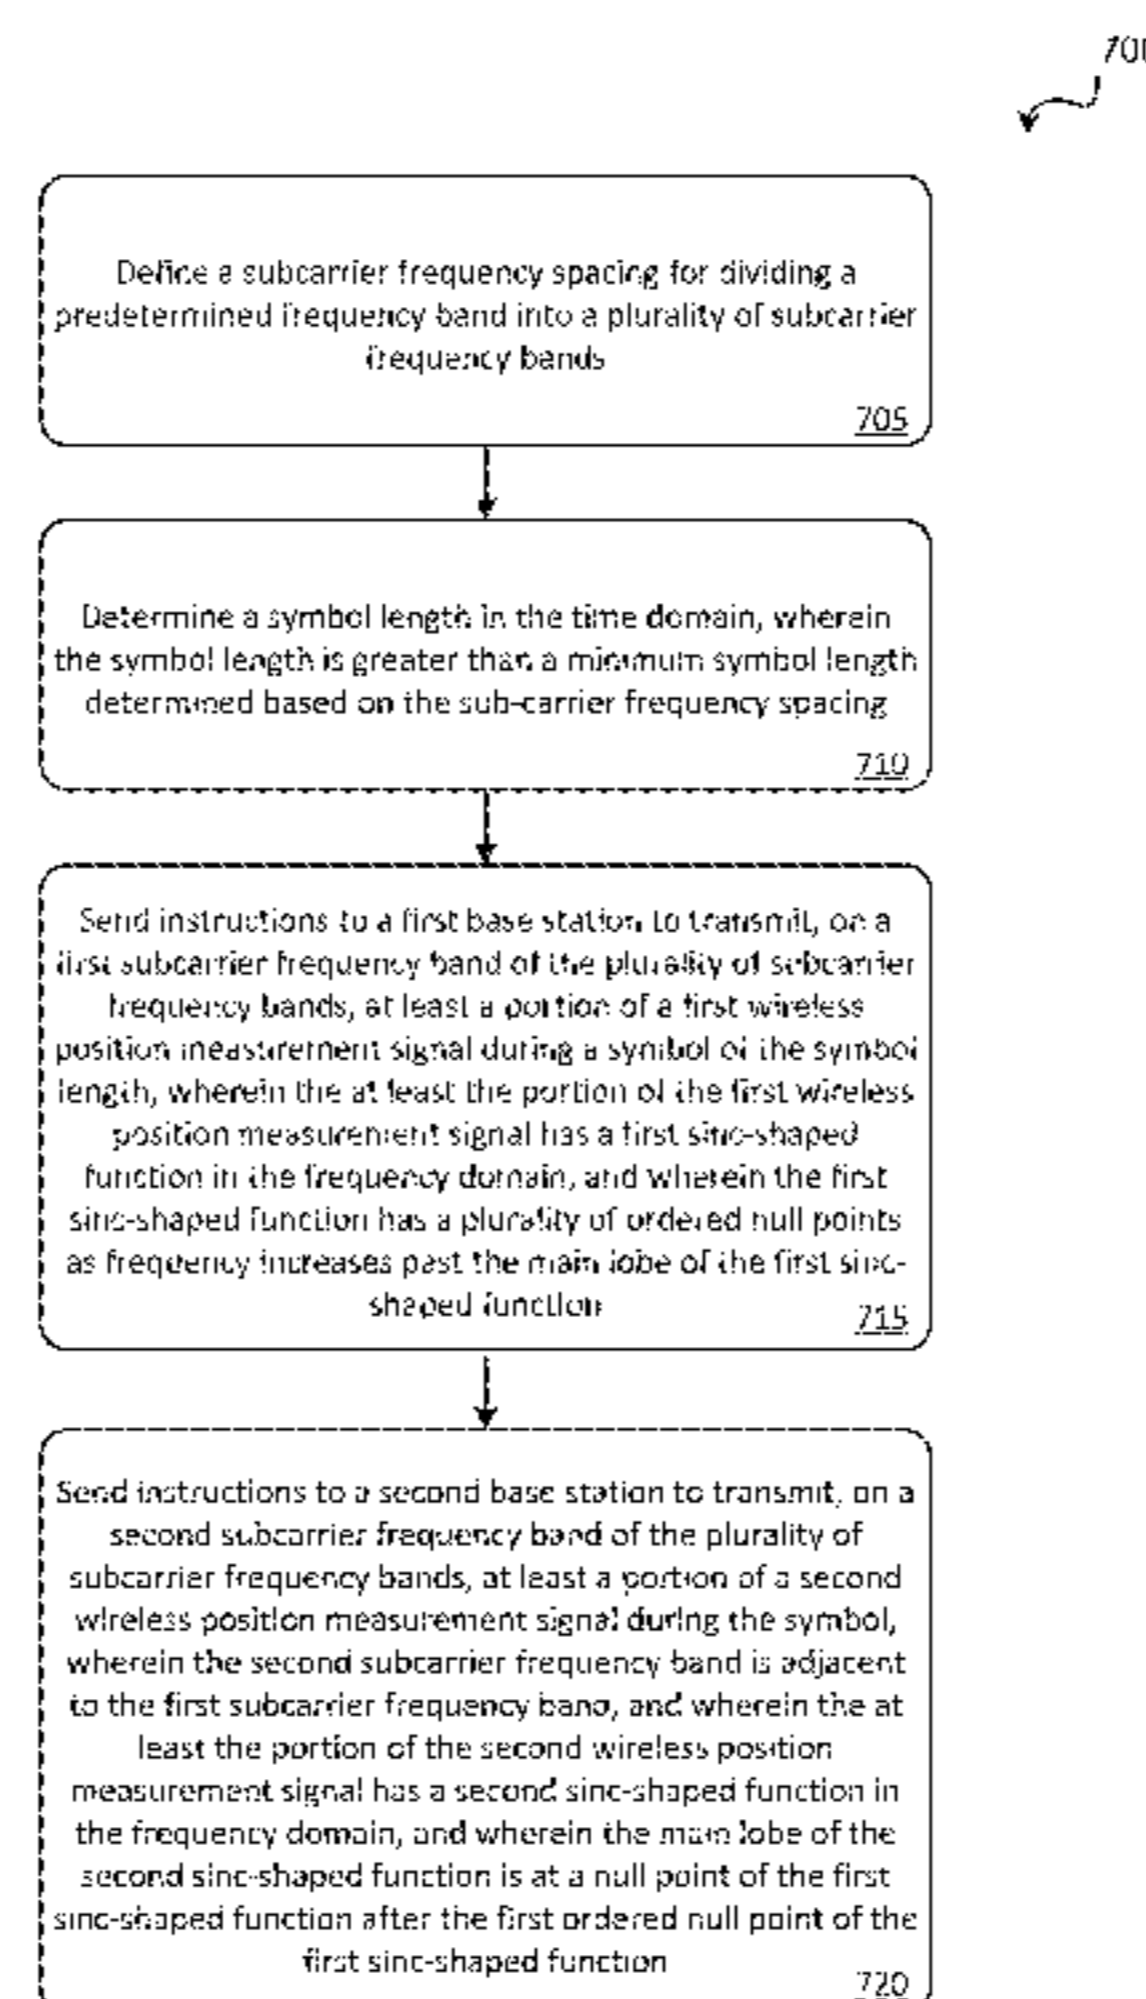 700
Define a subcarrier frequency spacing for dividing a
predetermined frequency band into a plurality of subcarrier
frequency bands
705
Determine a symbol length in the time domain, wherein
the symbol length is greater than a minimum symbol length
determined based on the sub-carrier frequency spacing
710
Send instructions to a first base station to transmit, on a
first subcarrier frequency band of the plurality of subcarrier
frequency bands, at least a portion of a first wireless
position measurement signal during a symbol of the symbol
length, wherein the at least the portion of the first wireless
position measurement signal has a first sinc-shaped
function in the frequency domain, and wherein the first
sinc-shaped function has a plurality of ordered null points
as frequency increases past the main lobe of the first sinc-
shaped function
715
Send instructions to a second base station to transmit, on a
second subcarrier frequency band of the plurality of
subcarrier frequency bands, at least a portion of a second
wireless position measurement signal during the symbol,
wherein the second subcarrier frequency band is adjacent
to the first subcarrier frequency band, and wherein the at
least the portion of the second wireless position
measurement signal has a second sinc-shaped function in
the frequency domain, and wherein the main lobe of the
second sinc-shaped function is at a null point of the first
sinc-shaped function after the first ordered null point of the
first sinc-shaped function
720